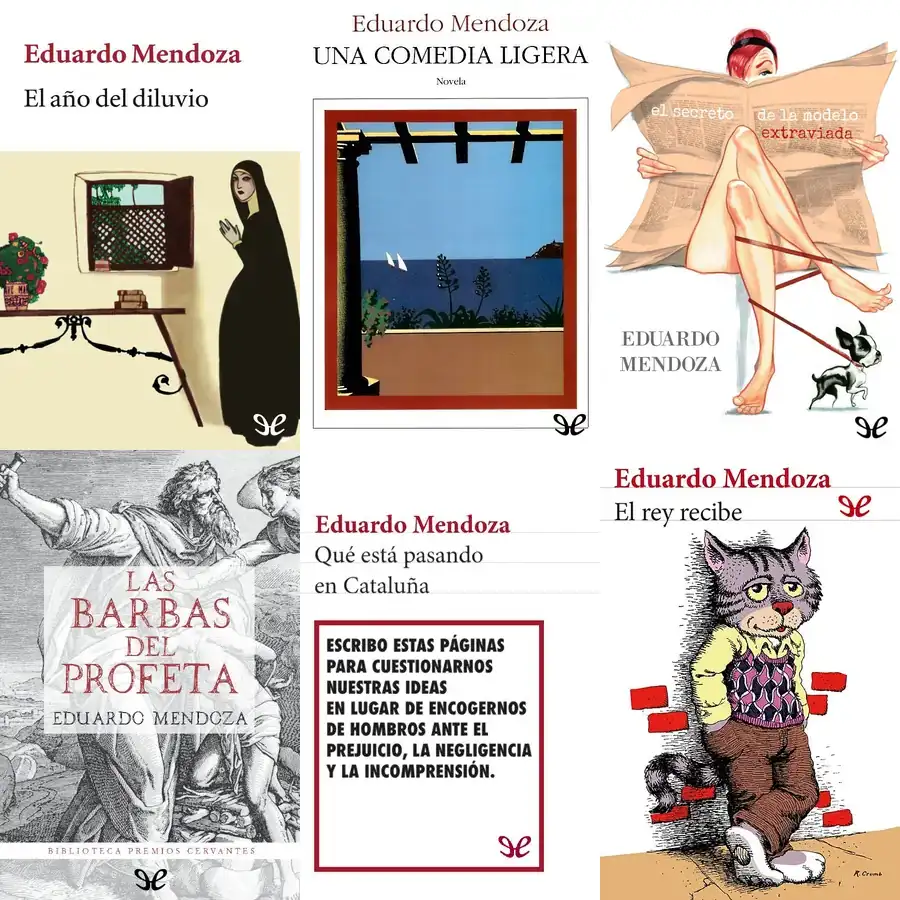 Eduardo Mendoza
El año del diluvio
Eduardo Mendoza
UNA COMEDIA LIGERA
Novela
el secreto de la modelo
extraviada
EDUARDO
MENDOZA
LAS
BARBAS
DEL
PROFETA
EDUARDO MENDOZA
BIBLIOTECA PREMIOS CERVANTES
Eduardo Mendoza
Qué está pasando
en Cataluña
ESCRIBO ESTAS PÁGINAS
PARA CUESTIONARNOS
NUESTRAS IDEAS
EN LUGAR DE ENCOGERNOS
DE HOMBROS ANTE EL
PREJUICIO, LA NEGLIGENCIA
Y LA INCOMPRENSIÓN.
Eduardo Mendoza
El rey recibe
R. Crumb